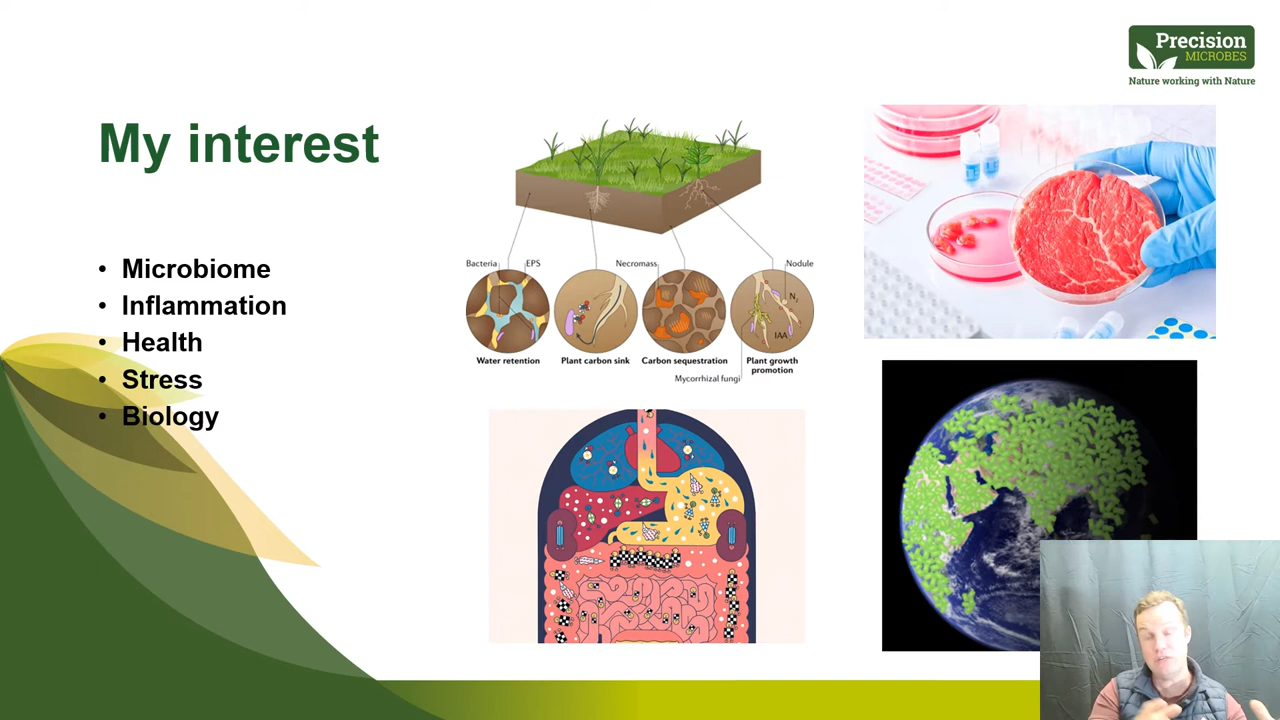 Precision
MICROBES
Nature working with Nature
My interest
• Microbiome
• Inflammation
• Health
• Stress
• Biology
Bacteria
EPS
Necromass
Nodule
IAA
Water retention
Plant carbon sink
Carbon sequestration
Plant growth
promotion
Mycorrhizal fungi